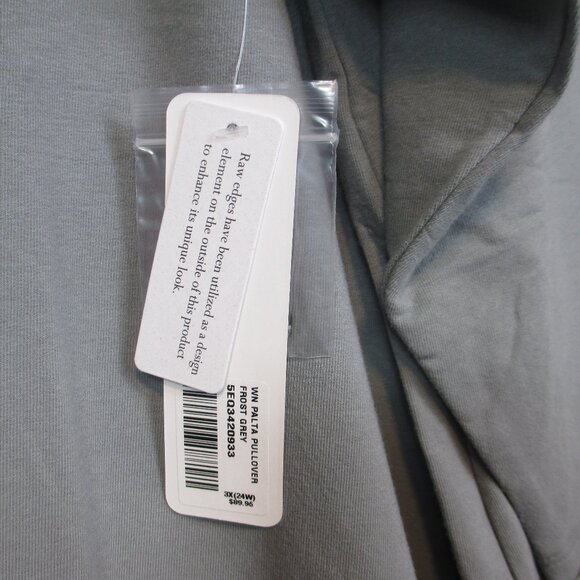 Raw edges have been utilized as a design
element on the outside of this product
to enhance its unique look.
WN PALTA PULLOVER
FROST GREY
5EQ3420933
3X(24W)
$89.95